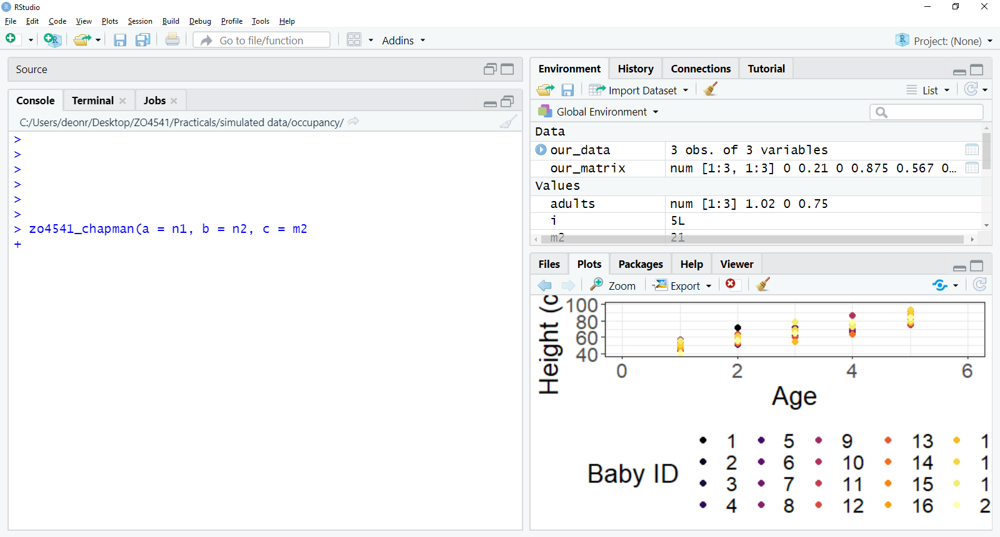 RStudio
File Edit Code View Plots Session Build Debug Profile Tools Help
Go to file/function Addins Project: (None)
Source
Console Terminal Jobs
C:/Users/deonr/Desktop/ZO4541/Practicals/simulated data/occupancy/
>
>
>
>
>
>
> zo4541_chapman(a = n1, b = n2, c = m2
+
Environment History Connections Tutorial
Import Dataset List
Global Environment
Data
our_data 3 obs. of 3 variables
our_matrix num [1:3, 1:3] 0 0.21 0 0.875 0.567 0...
Values
adults num [1:3] 1.02 0 0.75
i 5L
m2 21
Files Plots Packages Help Viewer
Zoom Export
Height (c
100
80
60
40
0 2 4 6
Age
Baby ID
1 5 9 13 1
2 6 10 14 1
3 7 11 15 1
4 8 12 16 2